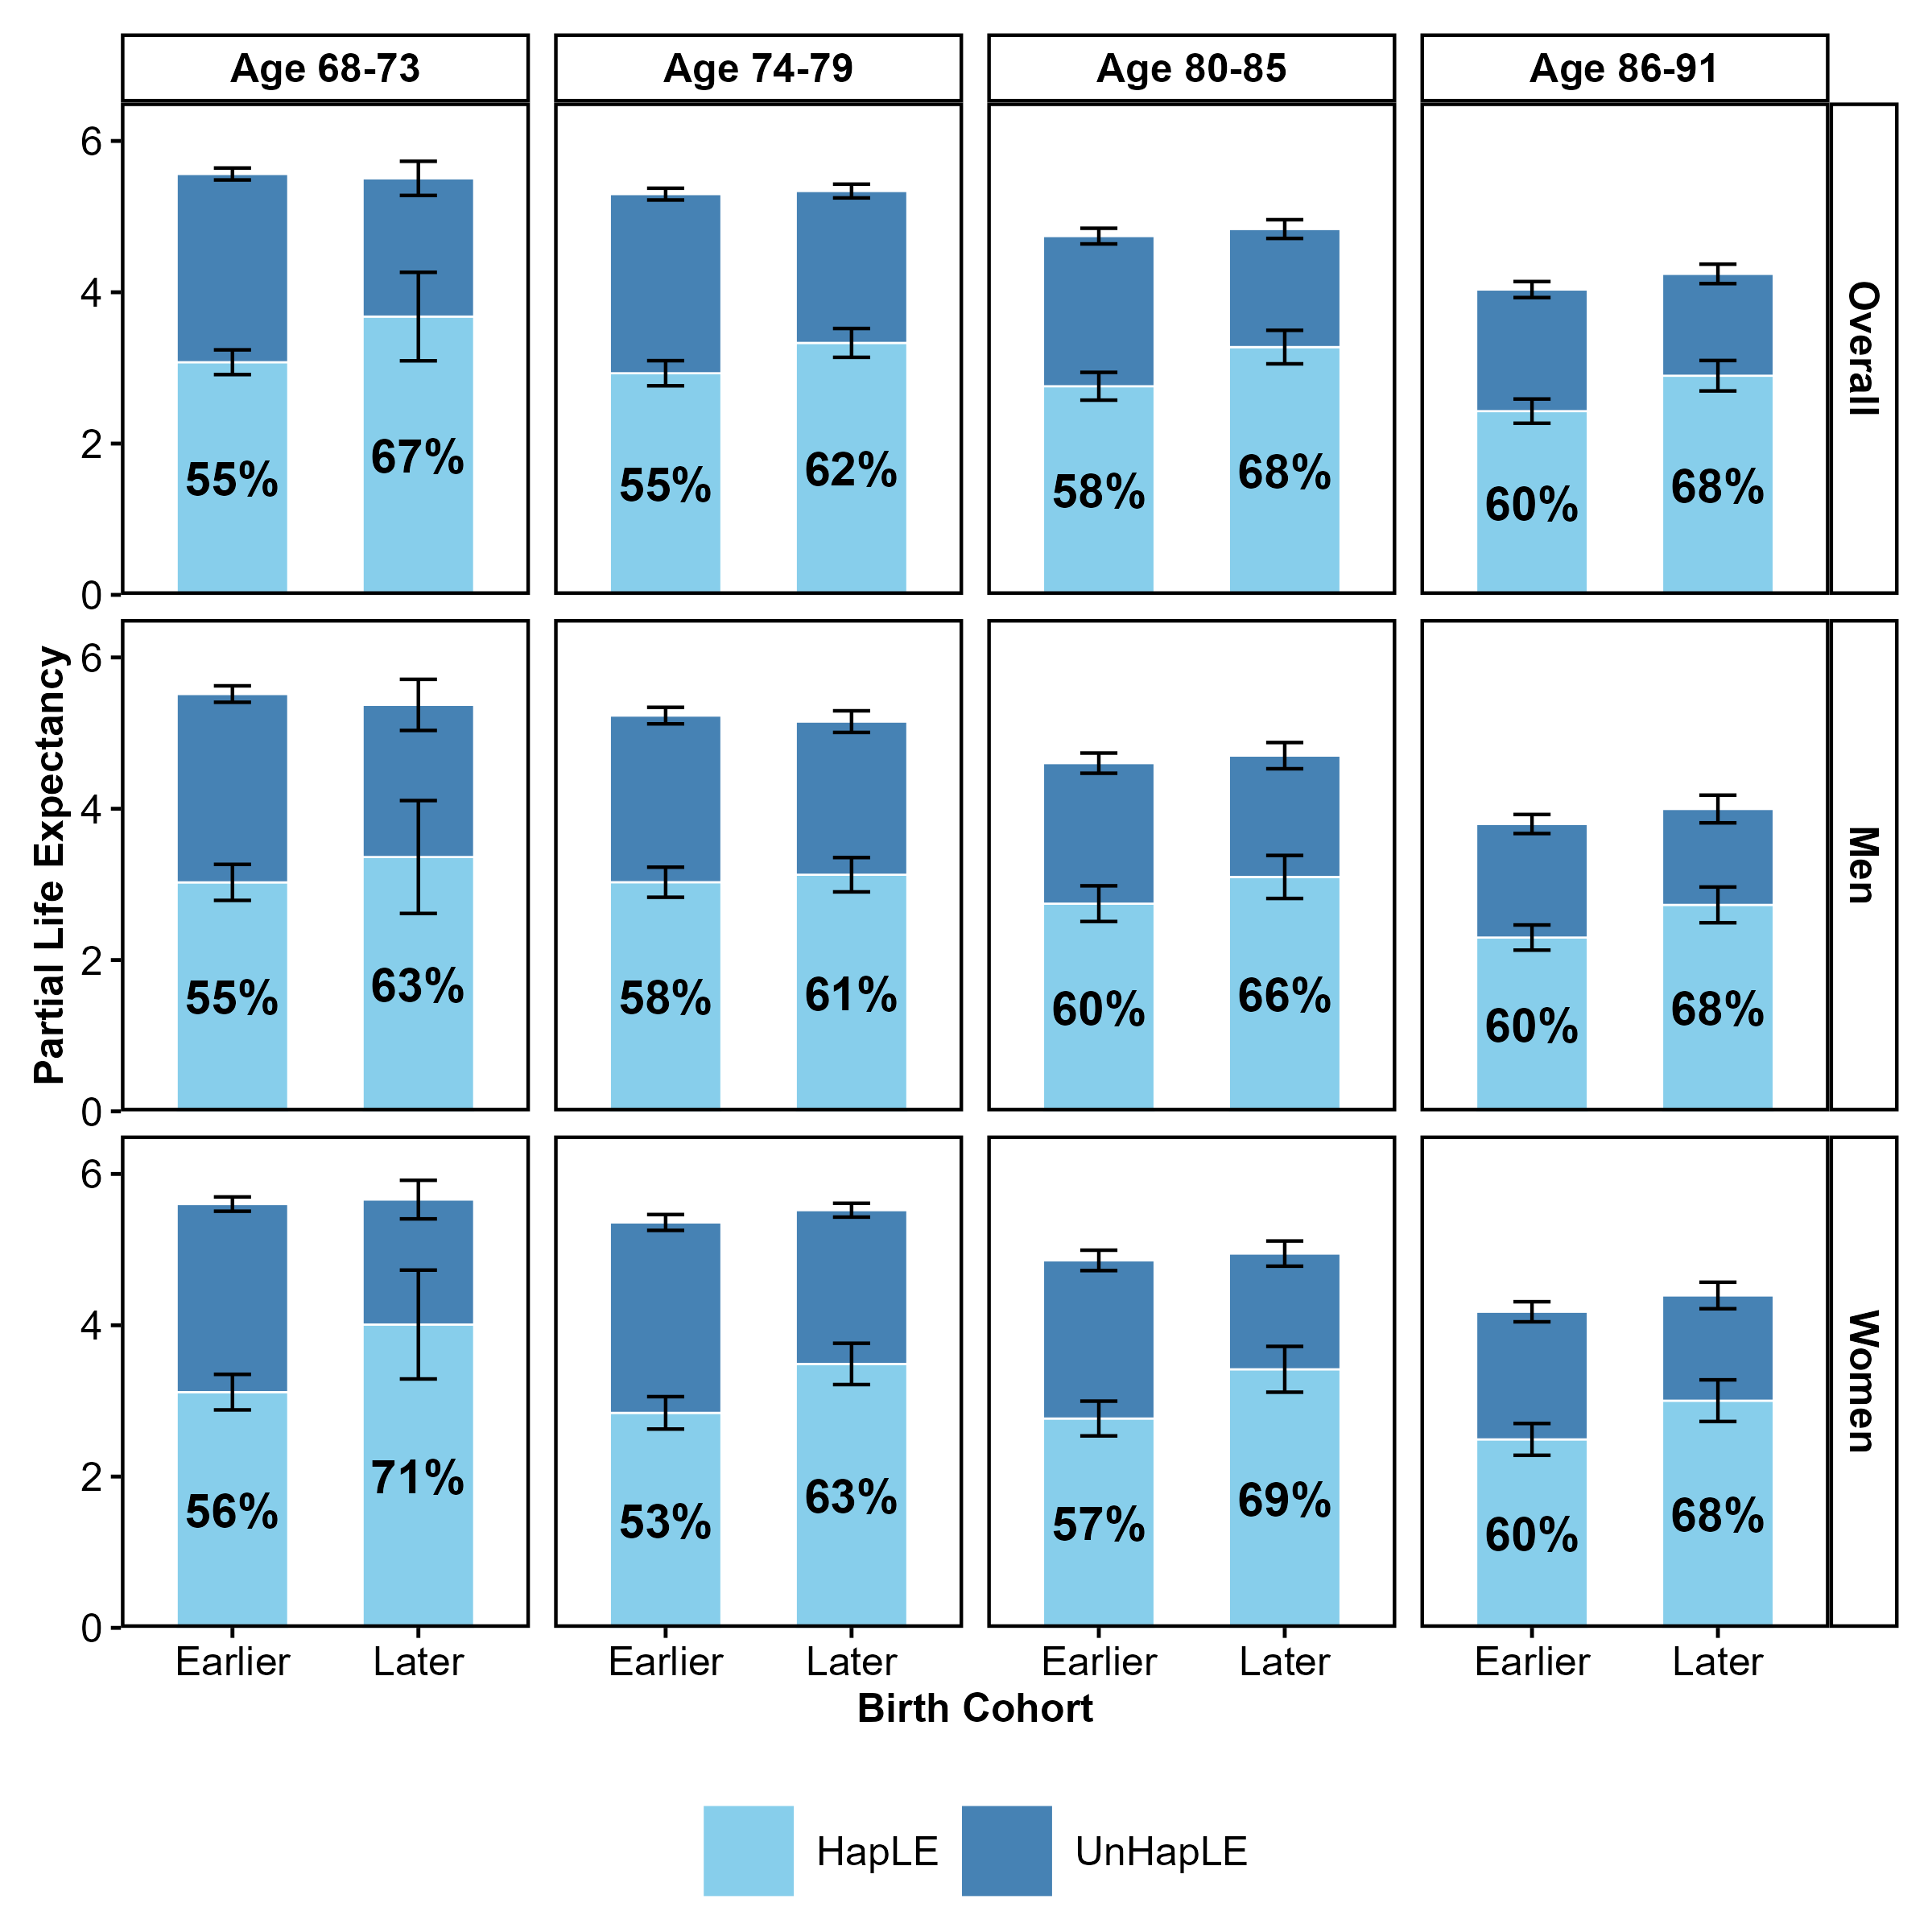 Age 68-73
Age 74-79
Age 80-85
Age 86-91
6
4
2
0
55%
67%
55%
62%
58%
68%
60%
68%
Overall
Partial Life Expectancy
6
4
2
0
55%
63%
58%
61%
60%
66%
60%
68%
Men
6
4
2
0
56%
71%
53%
63%
57%
69%
60%
68%
Women
Earlier
Later
Earlier
Later
Earlier
Later
Earlier
Later
Birth Cohort
HapLE
UnHapLE